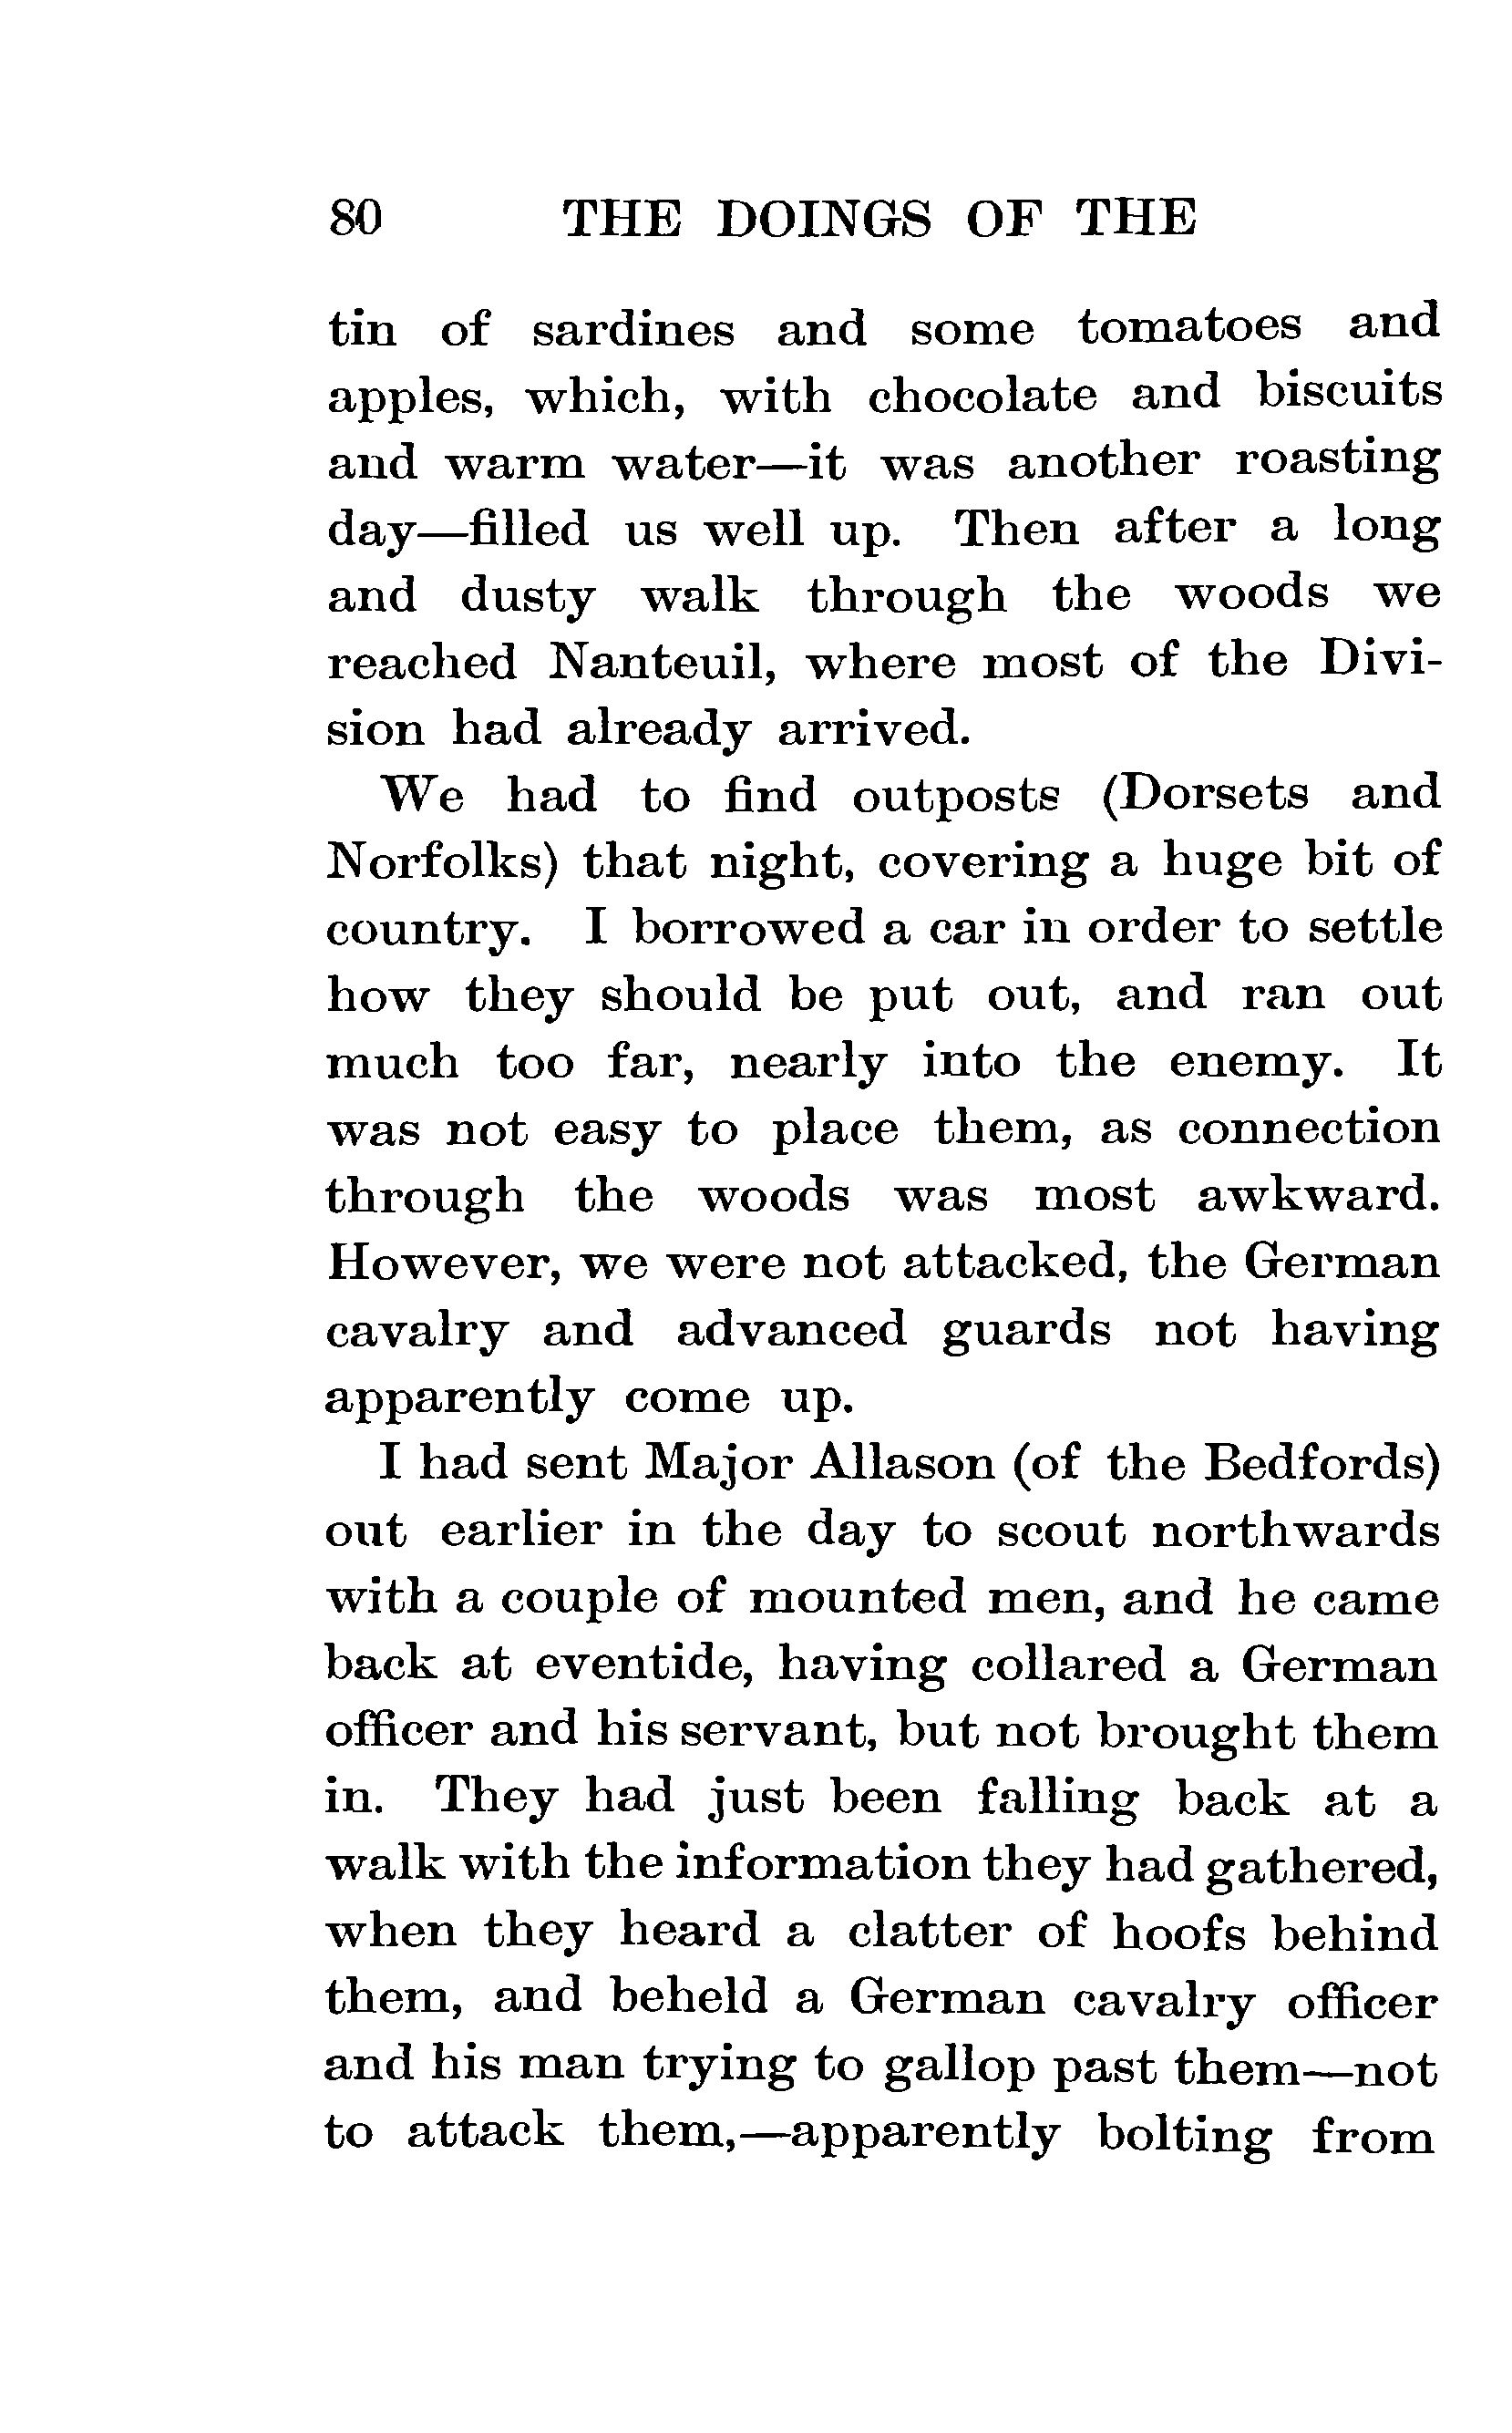 80 THE DOINGS OF THE
tin of sardines and some tomatoes and
apples, which, with chocolate and biscuits
and warm water—it was another roasting
day—filled us well up. Then after a long
and dusty walk through the woods we
reached Nanteuil, where most of the Divi-
sion had already arrived.
We had to find outposts (Dorsets and
Norfolks) that night, covering a huge bit of
country. I borrowed a car in order to settle
how they should be put out, and ran out
much too far, nearly into the enemy. It
was not easy to place them, as connection
through the woods was most awkward.
However, we were not attacked, the German
cavalry and advanced guards not having
apparently come up.
I had sent Major Allason (of the Bedfords)
out earlier in the day to scout northwards
with a couple of mounted men, and he came
back at eventide, having collared a German
officer and his servant, but not brought them
in. They had just been falling back at a
walk with the information they had gathered,
when they heard a clatter of hoofs behind
them, and beheld a German cavalry officer
and his man trying to gallop past them—not
to attack them,—apparently bolting from